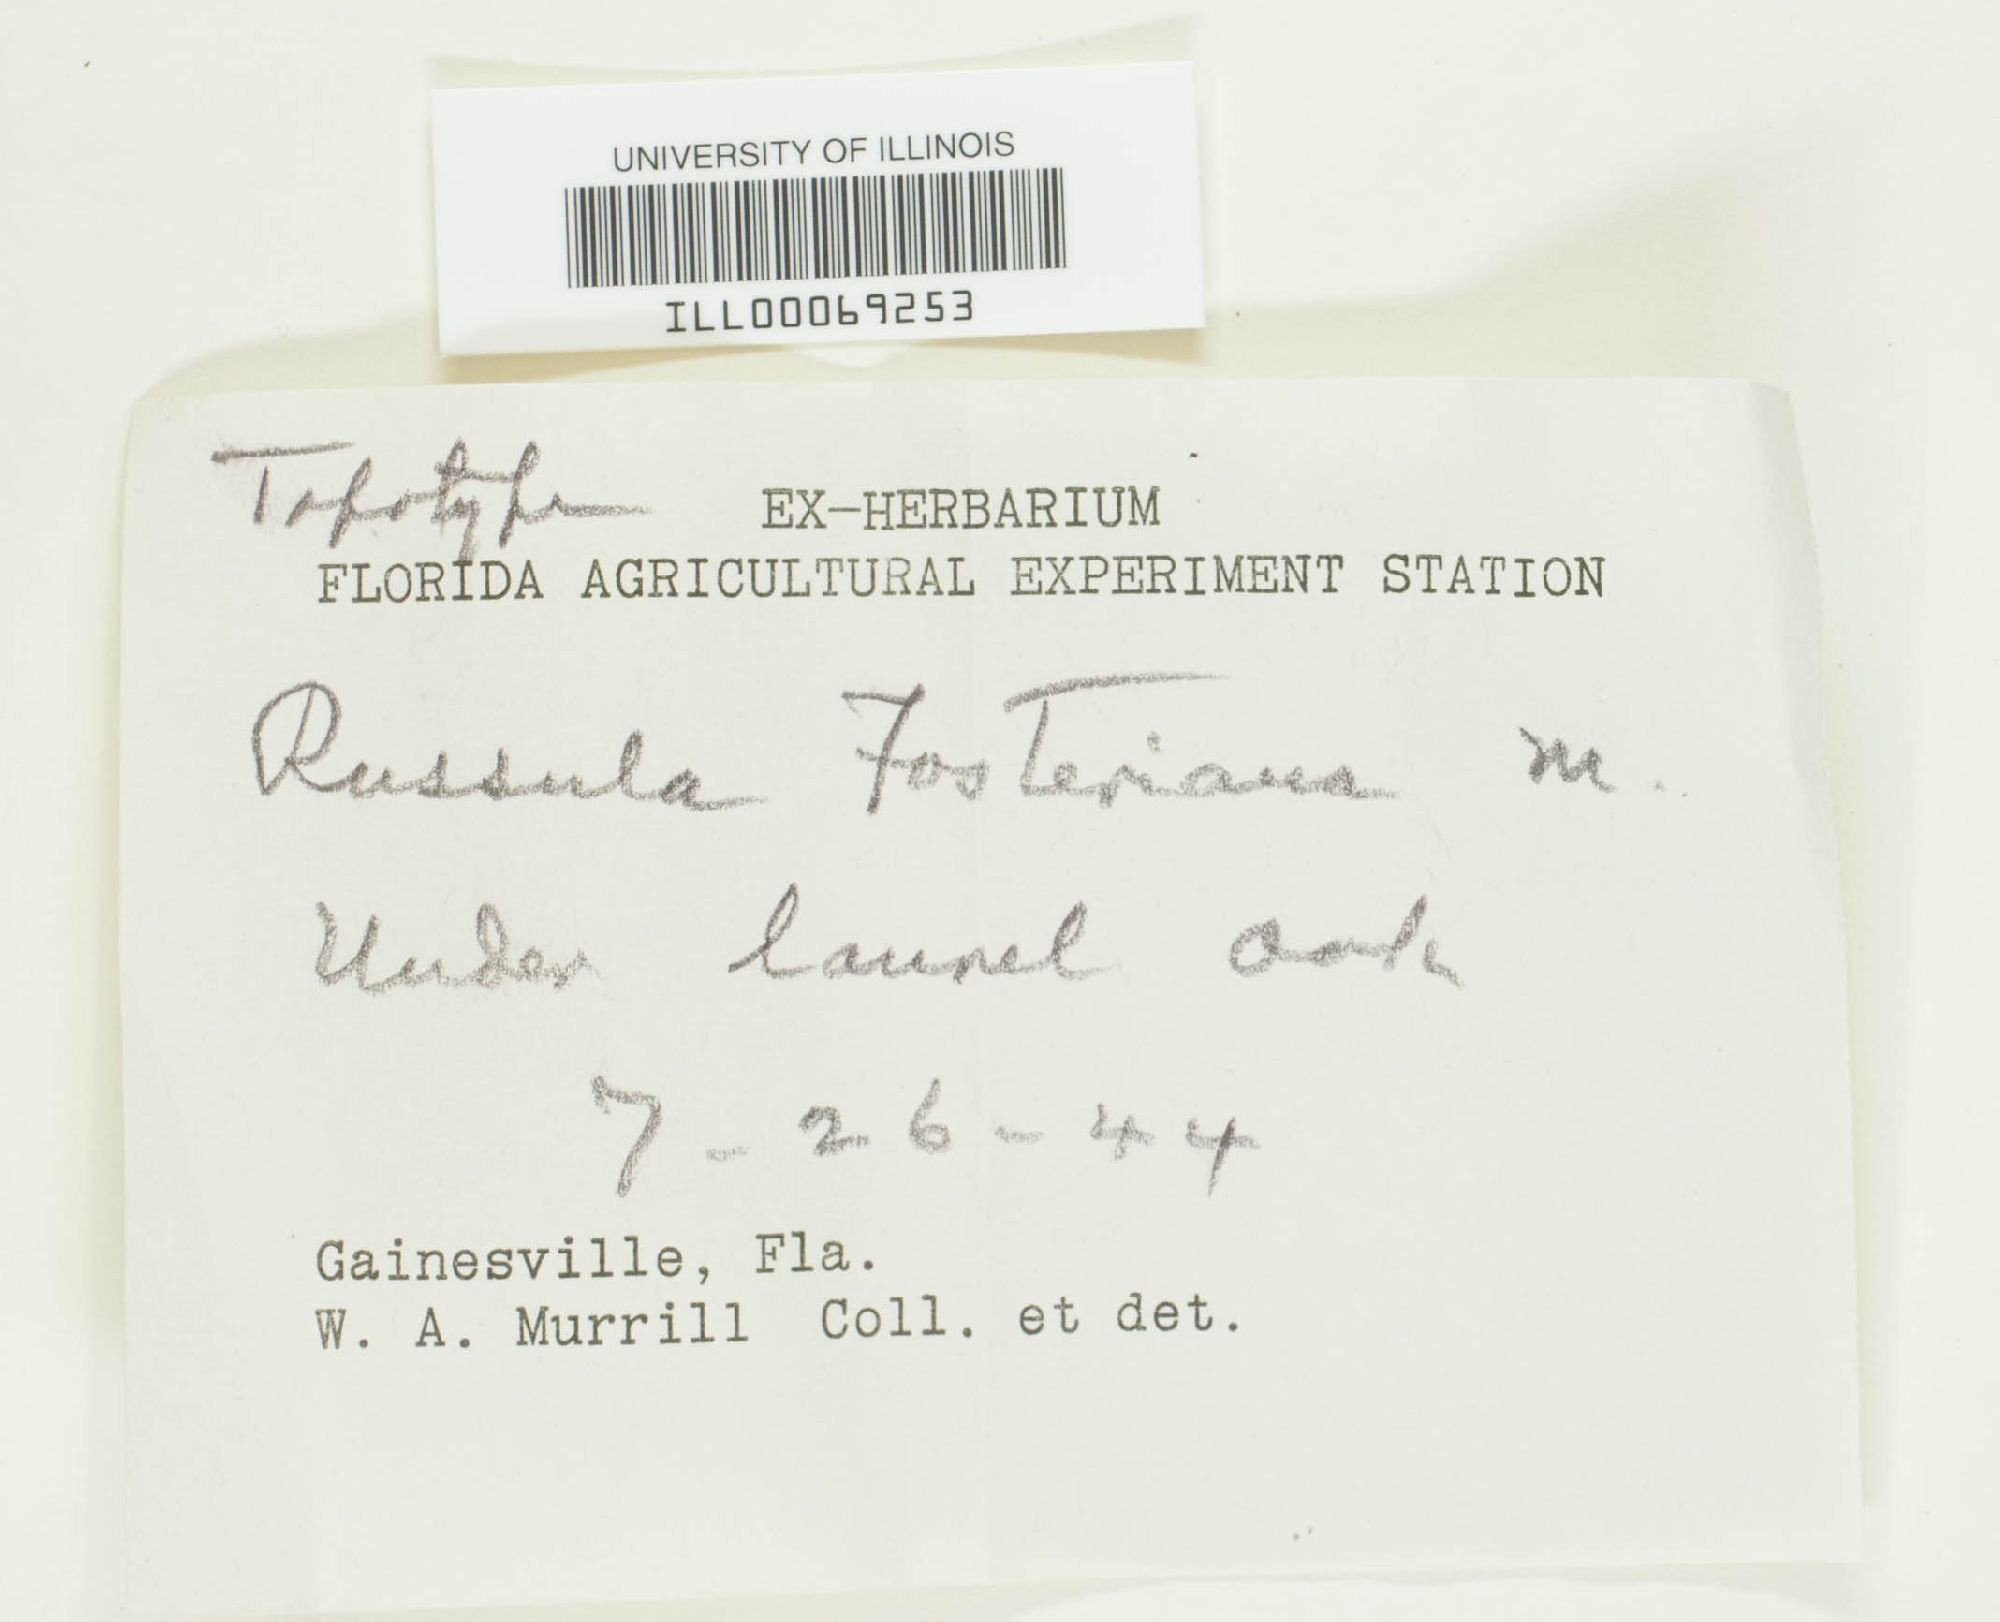 UNIVERSITY OF ILLINOIS
ILL00069253
Topotype
EX-HERBARIUM
FLORIDA AGRICULTURAL EXPERIMENT STATION
Russula Fosteriana M.
Under laurel oak
7-26-44
Gainesville, Fla.
W. A. Murrill Coll. et det.